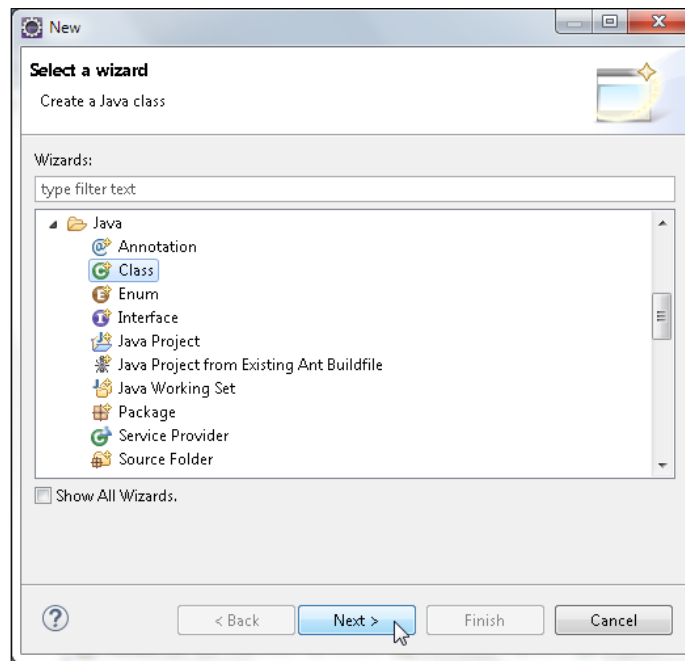 New
Select a wizard
Create a Java class
Wizards:
type filter text
Java
Annotation
Class
Enum
Interface
Java Project
Java Project from Existing Ant Buildfile
Java Working Set
Package
Service Provider
Source Folder
Show All Wizards.
< Back Next > Finish Cancel